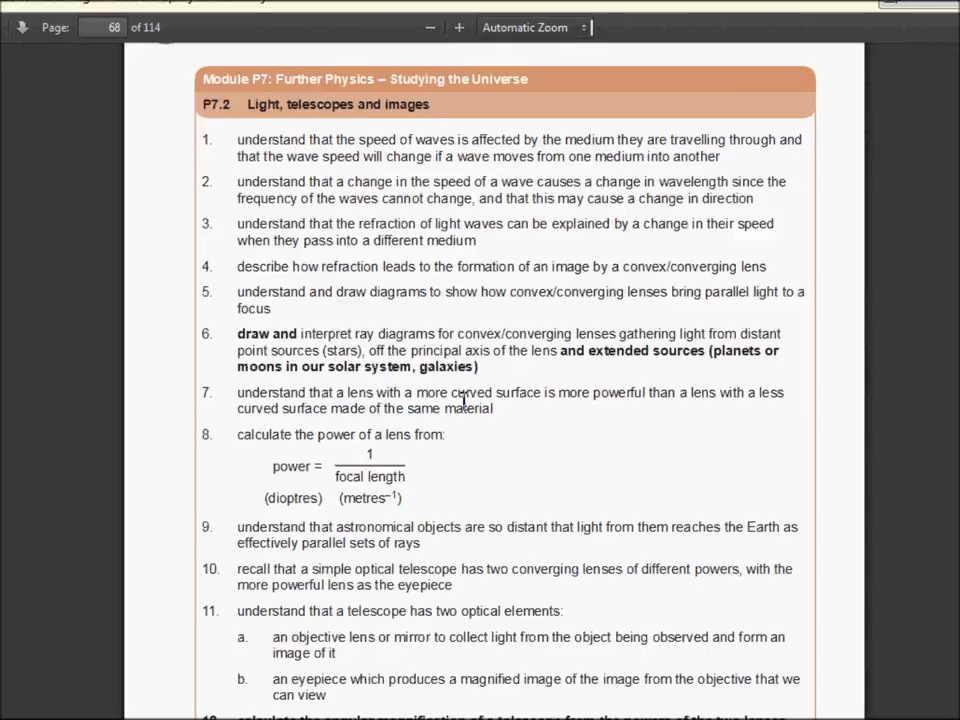 Page: 68 of 114 Automatic Zoom
Module P7: Further Physics – Studying the Universe
P7.2 Light, telescopes and images
1. understand that the speed of waves is affected by the medium they are travelling through and
that the wave speed will change if a wave moves from one medium into another
2. understand that a change in the speed of a wave causes a change in wavelength since the
frequency of the waves cannot change, and that this may cause a change in direction
3. understand that the refraction of light waves can be explained by a change in their speed
when they pass into a different medium
4. describe how refraction leads to the formation of an image by a convex/converging lens
5. understand and draw diagrams to show how convex/converging lenses bring parallel light to a
focus
6. draw and interpret ray diagrams for convex/converging lenses gathering light from distant
point sources (stars), off the principal axis of the lens and extended sources (planets or
moons in our solar system, galaxies)
7. understand that a lens with a more curved surface is more powerful than a lens with a less
curved surface made of the same material
8. calculate the power of a lens from:
1
power =
focal length
(dioptres) (metres⁻¹)
9. understand that astronomical objects are so distant that light from them reaches the Earth as
effectively parallel sets of rays
10. recall that a simple optical telescope has two converging lenses of different powers, with the
more powerful lens as the eyepiece
11. understand that a telescope has two optical elements:
a. an objective lens or mirror to collect light from the object being observed and form an
image of it
b. an eyepiece which produces a magnified image of the image from the objective that we
can view
calculate the angular magnification of a telescope from the powers of the two lenses